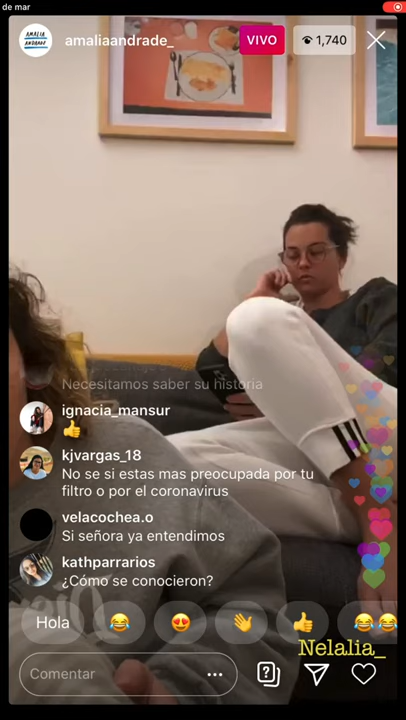 de mar
AMALIA
ANDRADE
amaliaandrade_
VIVO
1,740
Necesitamos saber su historia
ignacia_mansur
👍
kjvargas_18
No se si estas mas preocupada por tu
filtro o por el coronavirus
velacochea.o
Si señora ya entendimos
kathparrarios
¿Cómo se conocieron?
Hola 😂 😍 👋 👍 😂😂
Nelalia_
Comentar